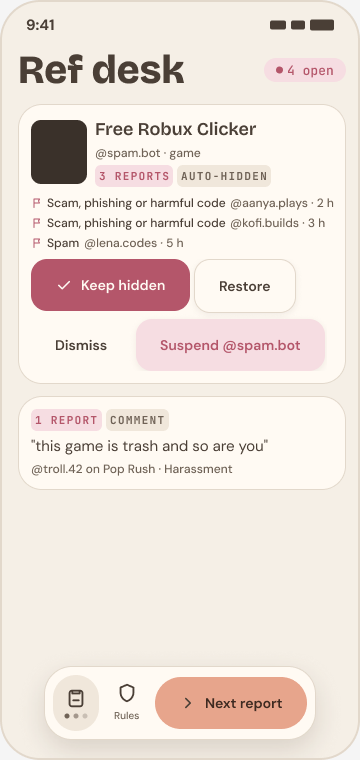 9:41
Ref desk
4 open
Free Robux Clicker
@spam.bot · game
3 REPORTS AUTO-HIDDEN
Scam, phishing or harmful code @aanya.plays · 2 h
Scam, phishing or harmful code @kofi.builds · 3 h
Spam @lena.codes · 5 h
Keep hidden
Restore
Dismiss
Suspend @spam.bot
1 REPORT COMMENT
"this game is trash and so are you"
@troll.42 on Pop Rush · Harassment
Rules
Next report